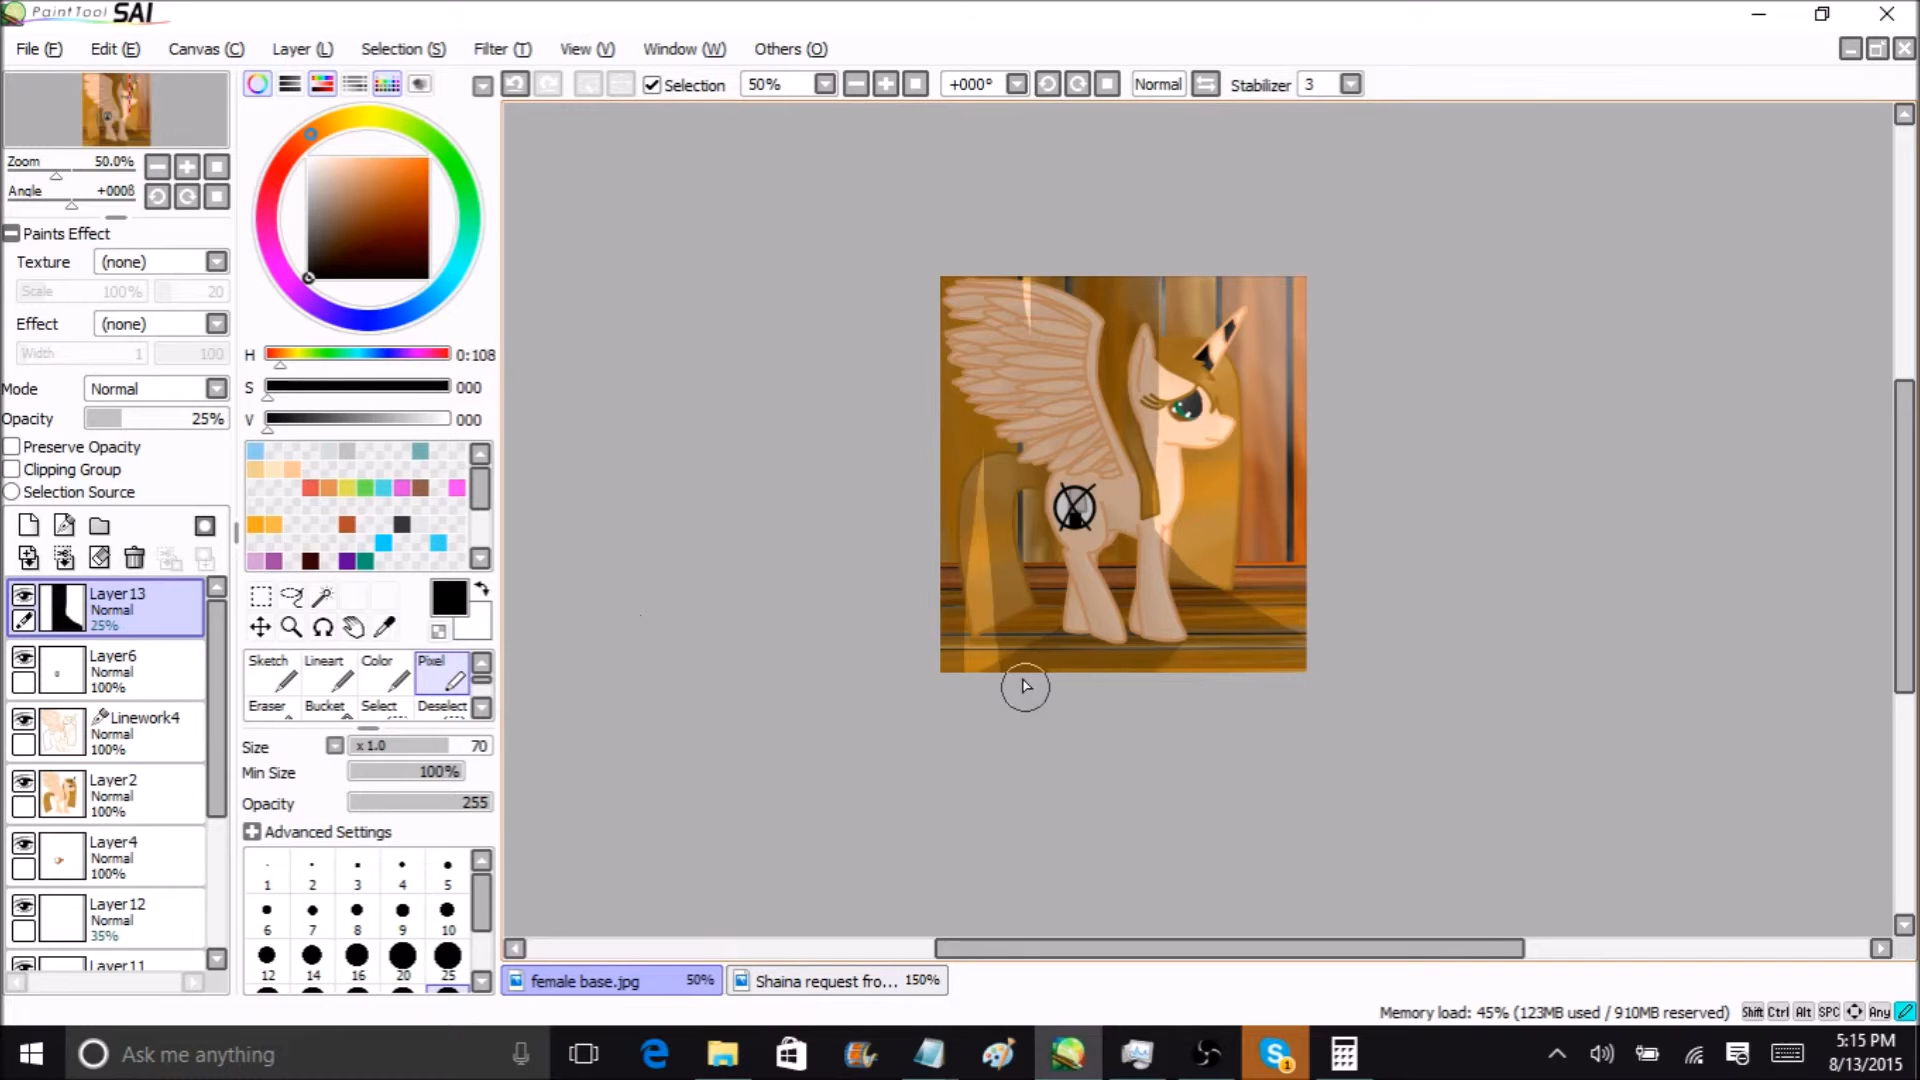 PaintTool SAI
File (F) Edit (E) Canvas (C) Layer (L) Selection (S) Filter (T) View (V) Window (W) Others (O)
Selection 50% +000° Normal Stabilizer 3
Zoom 50.0%
Angle +000ß
Paints Effect
Texture (none)
Scale 100% 20
Effect (none)
Width 1 100
Mode Normal
Opacity 25%
Preserve Opacity
Clipping Group
Selection Source
Layer13
Normal
25%
Layer6
Normal
100%
Linework4
Normal
100%
Layer2
Normal
100%
Layer4
Normal
100%
Layer12
Normal
35%
Layer11
H 0:108
S 000
V 000
Sketch Lineart Color Pixel
Eraser Bucket Select Deselect
Size x 1.0 70
Min Size 100%
Opacity 255
Advanced Settings
1 2 3 4 5
6 7 8 9 10
12 14 16 20 25
female base.jpg 50% Shaina request fro... 150%
Memory load: 45% (123MB used / 910MB reserved) Shift Ctrl Alt SPC Any
Ask me anything
5:15 PM
8/13/2015